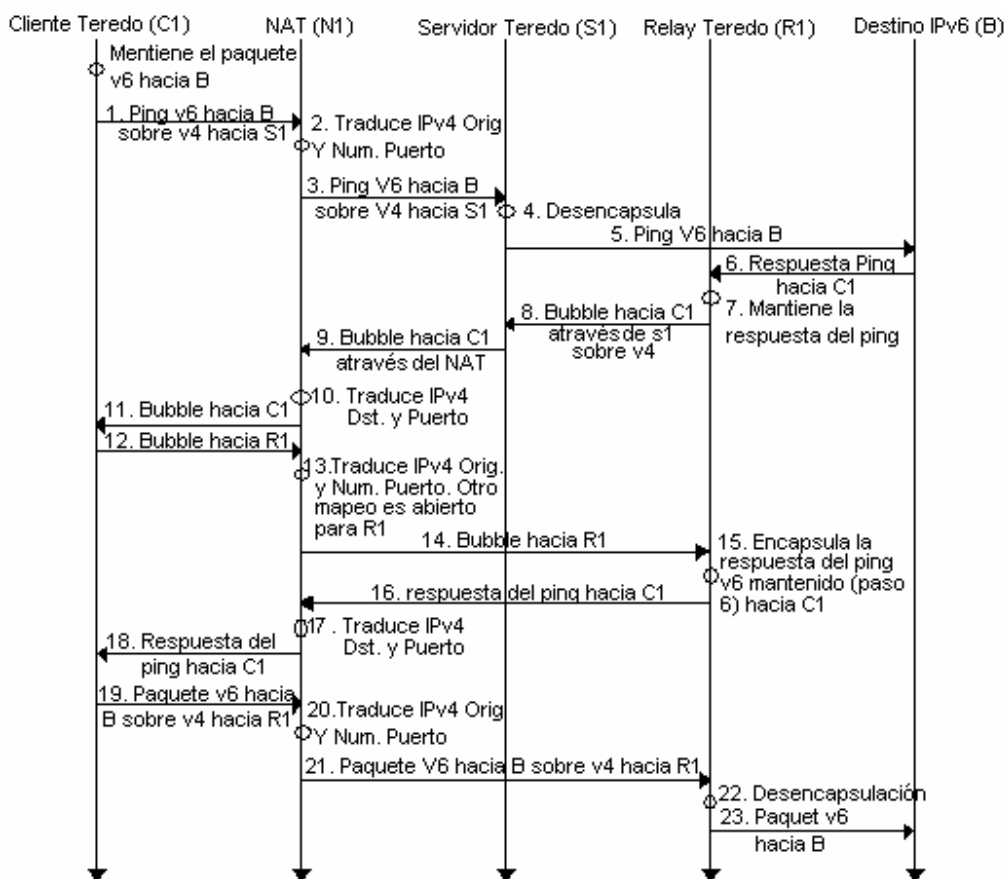 Cliente Teredo (C1)
NAT (N1)
Servidor Teredo (S1)
Relay Teredo (R1)
Destino IPv6 (B)
Mentiene el paquete
v6 hacia B
1. Ping v6 hacia B
sobre v4 hacia S1
2. Traduce IPv4 Orig
Y Num. Puerto
3. Ping V6 hacia B
sobre V4 hacia S1
4. Desencapsula
5. Ping V6 hacia B
6. Respuesta Ping
hacia C1
7. Mantiene la
respuesta del ping
8. Bubble hacia C1
através de s1
sobre v4
9. Bubble hacia C1
através del NAT
10. Traduce IPv4
Dst. y Puerto
11. Bubble hacia C1
12. Bubble hacia R1
13.Traduce IPv4 Orig.
y Num. Puerto. Otro
mapeo es abierto
para R1
14. Bubble hacia R1
15. Encapsula la
respuesta del ping
v6 mantenido (paso
6) hacia C1
16. respuesta del ping hacia C1
17. Traduce IPv4
Dst. y Puerto
18. Respuesta del
ping hacia C1
19. Paquete v6 hacia
B sobre v4 hacia R1
20.Traduce IPv4 Orig
Y Num. Puerto
21. Paquete V6 hacia B sobre v4 hacia R1
22. Desencapsulación
23. Paquet v6
hacia B